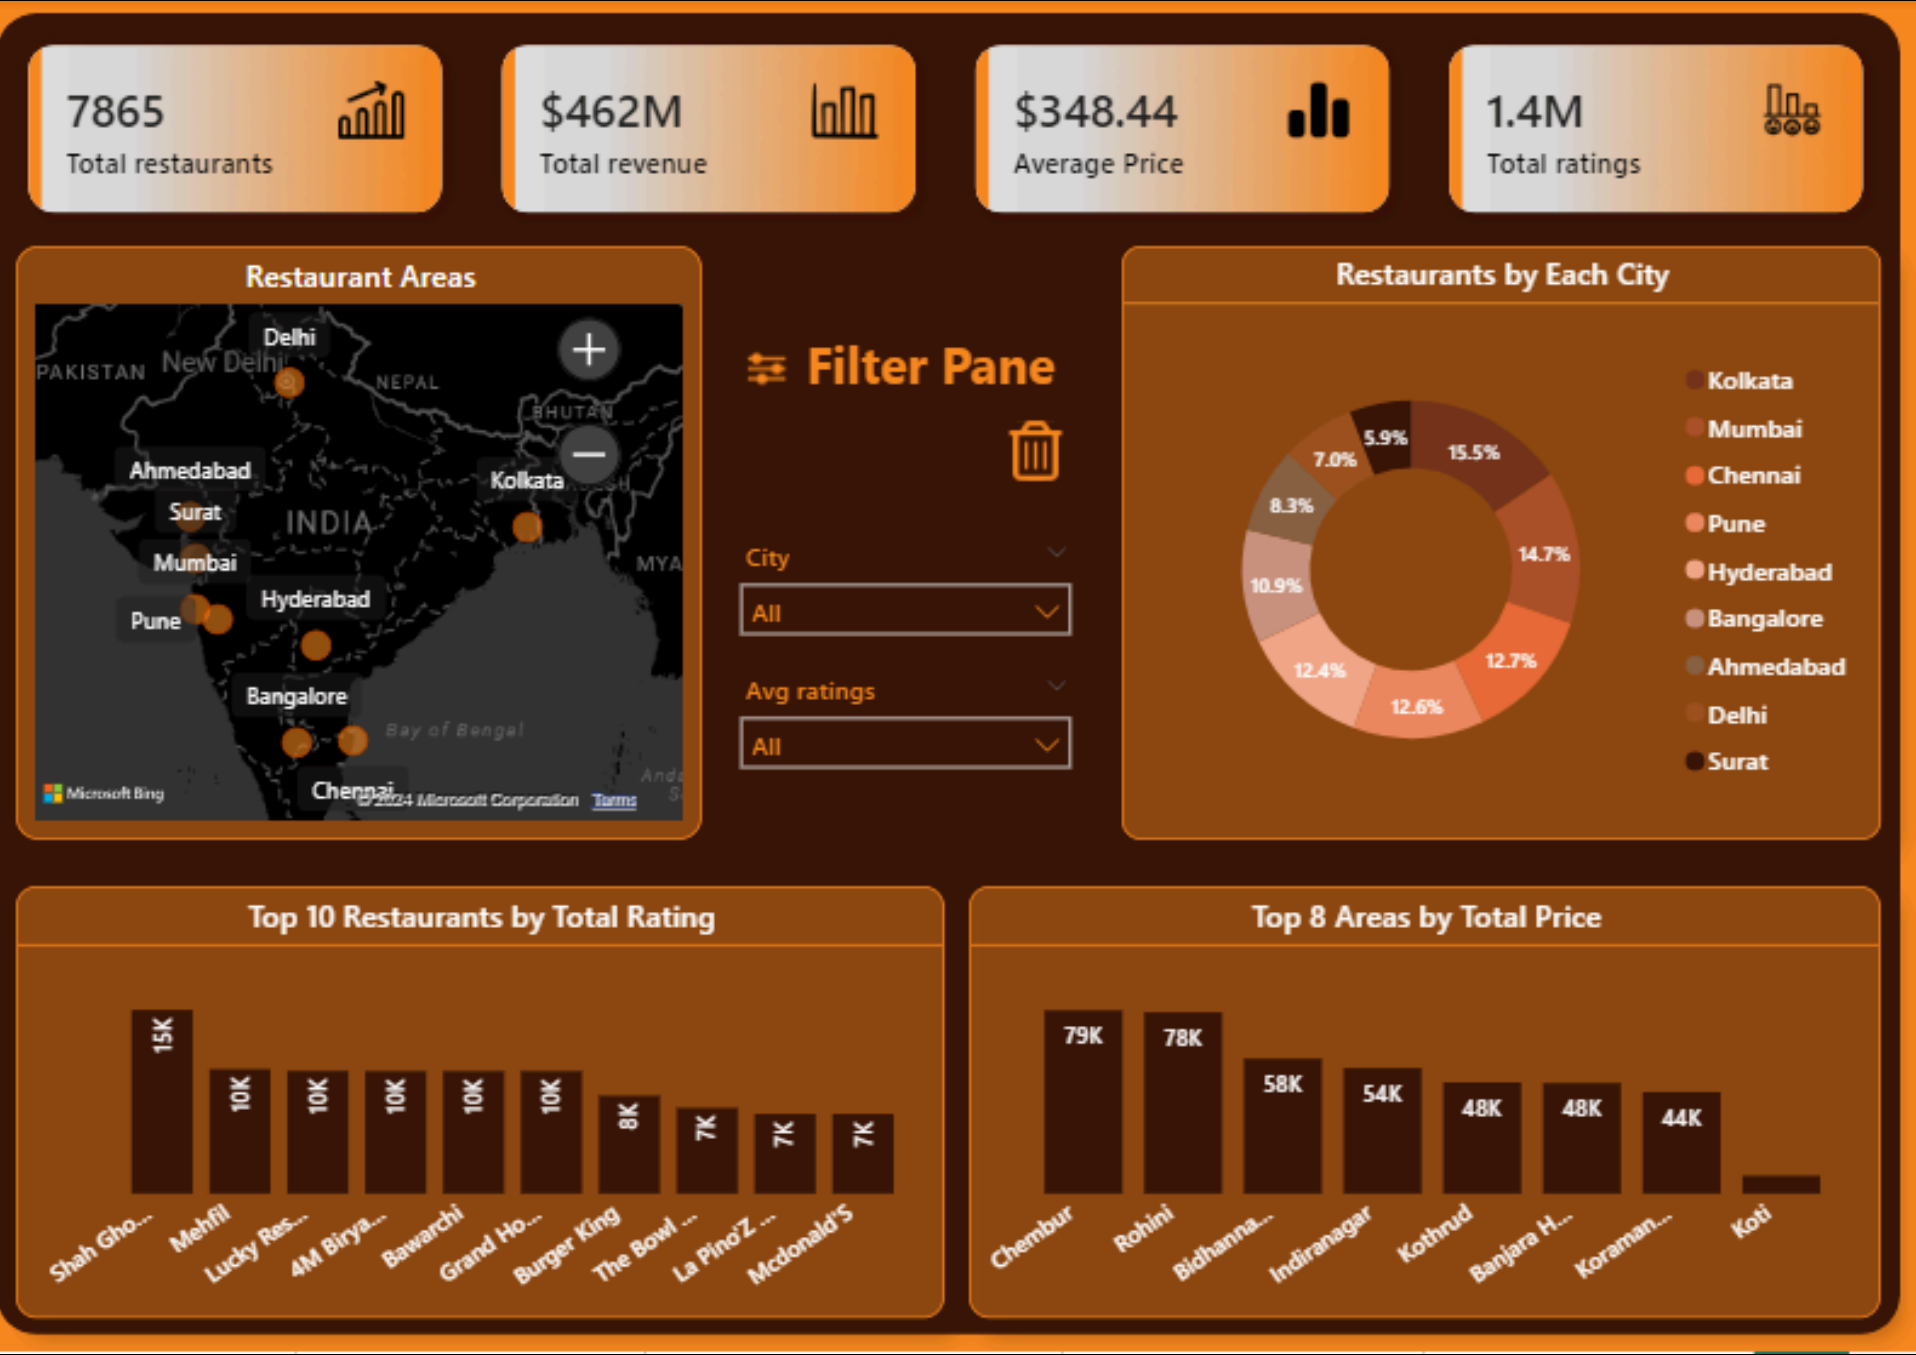 7865
Total restaurants
$462M
Total revenue
$348.44
Average Price
1.4M
Total ratings
Restaurant Areas
Delhi
New Delhi
PAKISTAN
NEPAL
BHUTAN
Ahmedabad
Kolkata
Surat
INDIA
Mumbai
MYA
Hyderabad
Pune
Bangalore
Bay of Bengal
Anda
S
Chennai
Microsoft Bing
© 2024 Microsoft Corporation Terms
Filter Pane
City
All
Avg ratings
All
Restaurants by Each City
5.9%
15.5%
7.0%
8.3%
14.7%
10.9%
12.7%
12.4%
12.6%
Kolkata
Mumbai
Chennai
Pune
Hyderabad
Bangalore
Ahmedabad
Delhi
Surat
Top 10 Restaurants by Total Rating
15K
10K
10K
10K
10K
10K
8K
7K
7K
7K
Shah Gho...
Mehfil
Lucky Res...
4M Birya...
Bawarchi
Grand Ho...
Burger King
The Bowl ...
La Pino'Z ...
Mcdonald'S
Top 8 Areas by Total Price
79K
78K
58K
54K
48K
48K
44K
Chembur
Rohini
Bidhanna...
Indiranagar
Kothrud
Banjara H...
Koraman...
Koti